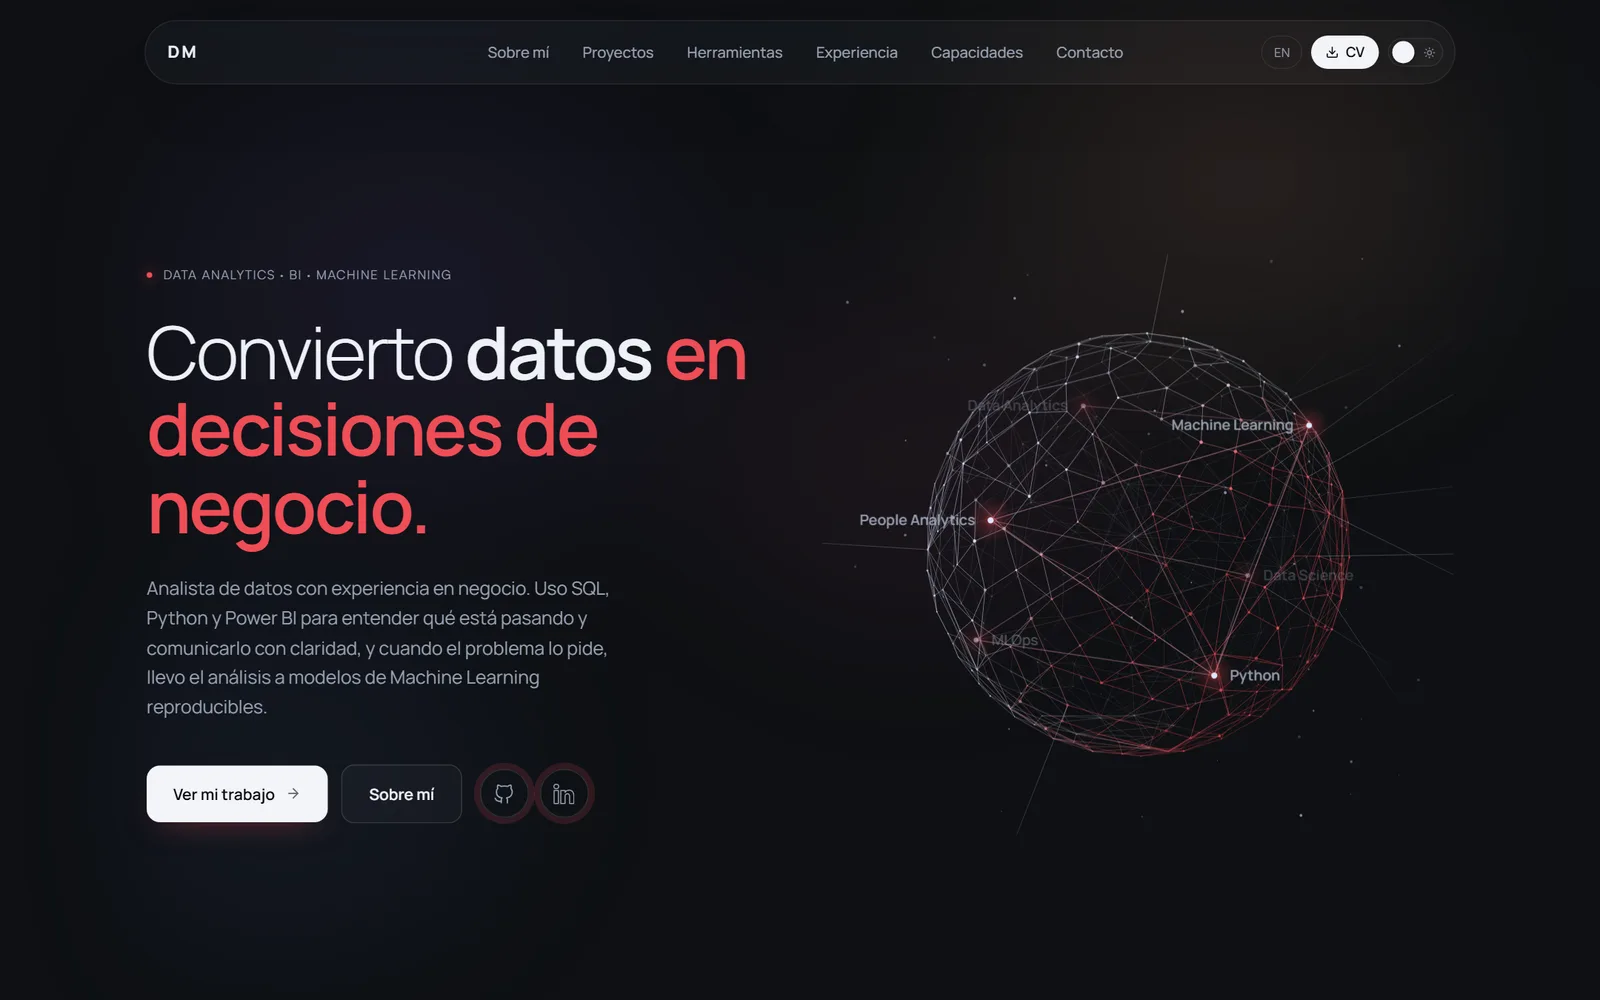 DM
Sobre mí
Proyectos
Herramientas
Experiencia
Capacidades
Contacto
EN
CV
DATA ANALYTICS • BI • MACHINE LEARNING
Convierto datos en
decisiones de
negocio.
Analista de datos con experiencia en negocio. Uso SQL,
Python y Power BI para entender qué está pasando y
comunicarlo con claridad, y cuando el problema lo pide,
llevo el análisis a modelos de Machine Learning
reproducibles.
Ver mi trabajo →
Sobre mí
in
Data Analytics
Machine Learning
People Analytics
Data Science
MLOps
Python